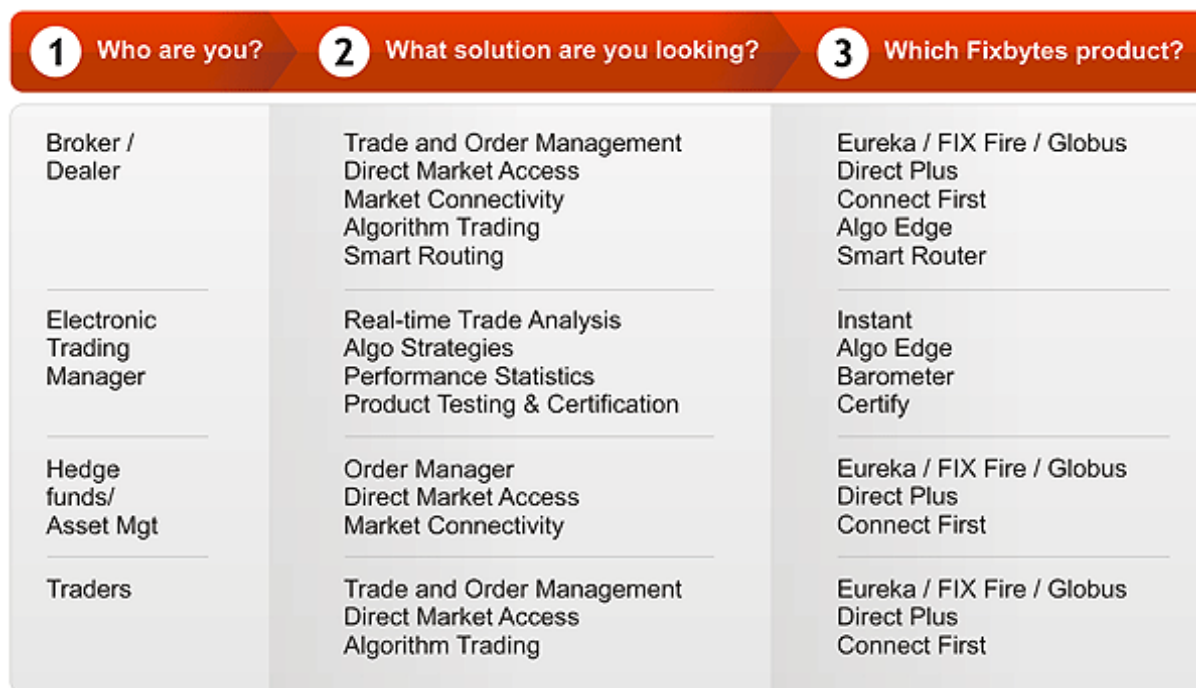 1 Who are you?
2 What solution are you looking?
3 Which Fixbytes product?
Broker /
Dealer
Trade and Order Management
Direct Market Access
Market Connectivity
Algorithm Trading
Smart Routing
Eureka / FIX Fire / Globus
Direct Plus
Connect First
Algo Edge
Smart Router
Electronic
Trading
Manager
Real-time Trade Analysis
Algo Strategies
Performance Statistics
Product Testing & Certification
Instant
Algo Edge
Barometer
Certify
Hedge
funds/
Asset Mgt
Order Manager
Direct Market Access
Market Connectivity
Eureka / FIX Fire / Globus
Direct Plus
Connect First
Traders
Trade and Order Management
Direct Market Access
Algorithm Trading
Eureka / FIX Fire / Globus
Direct Plus
Connect First